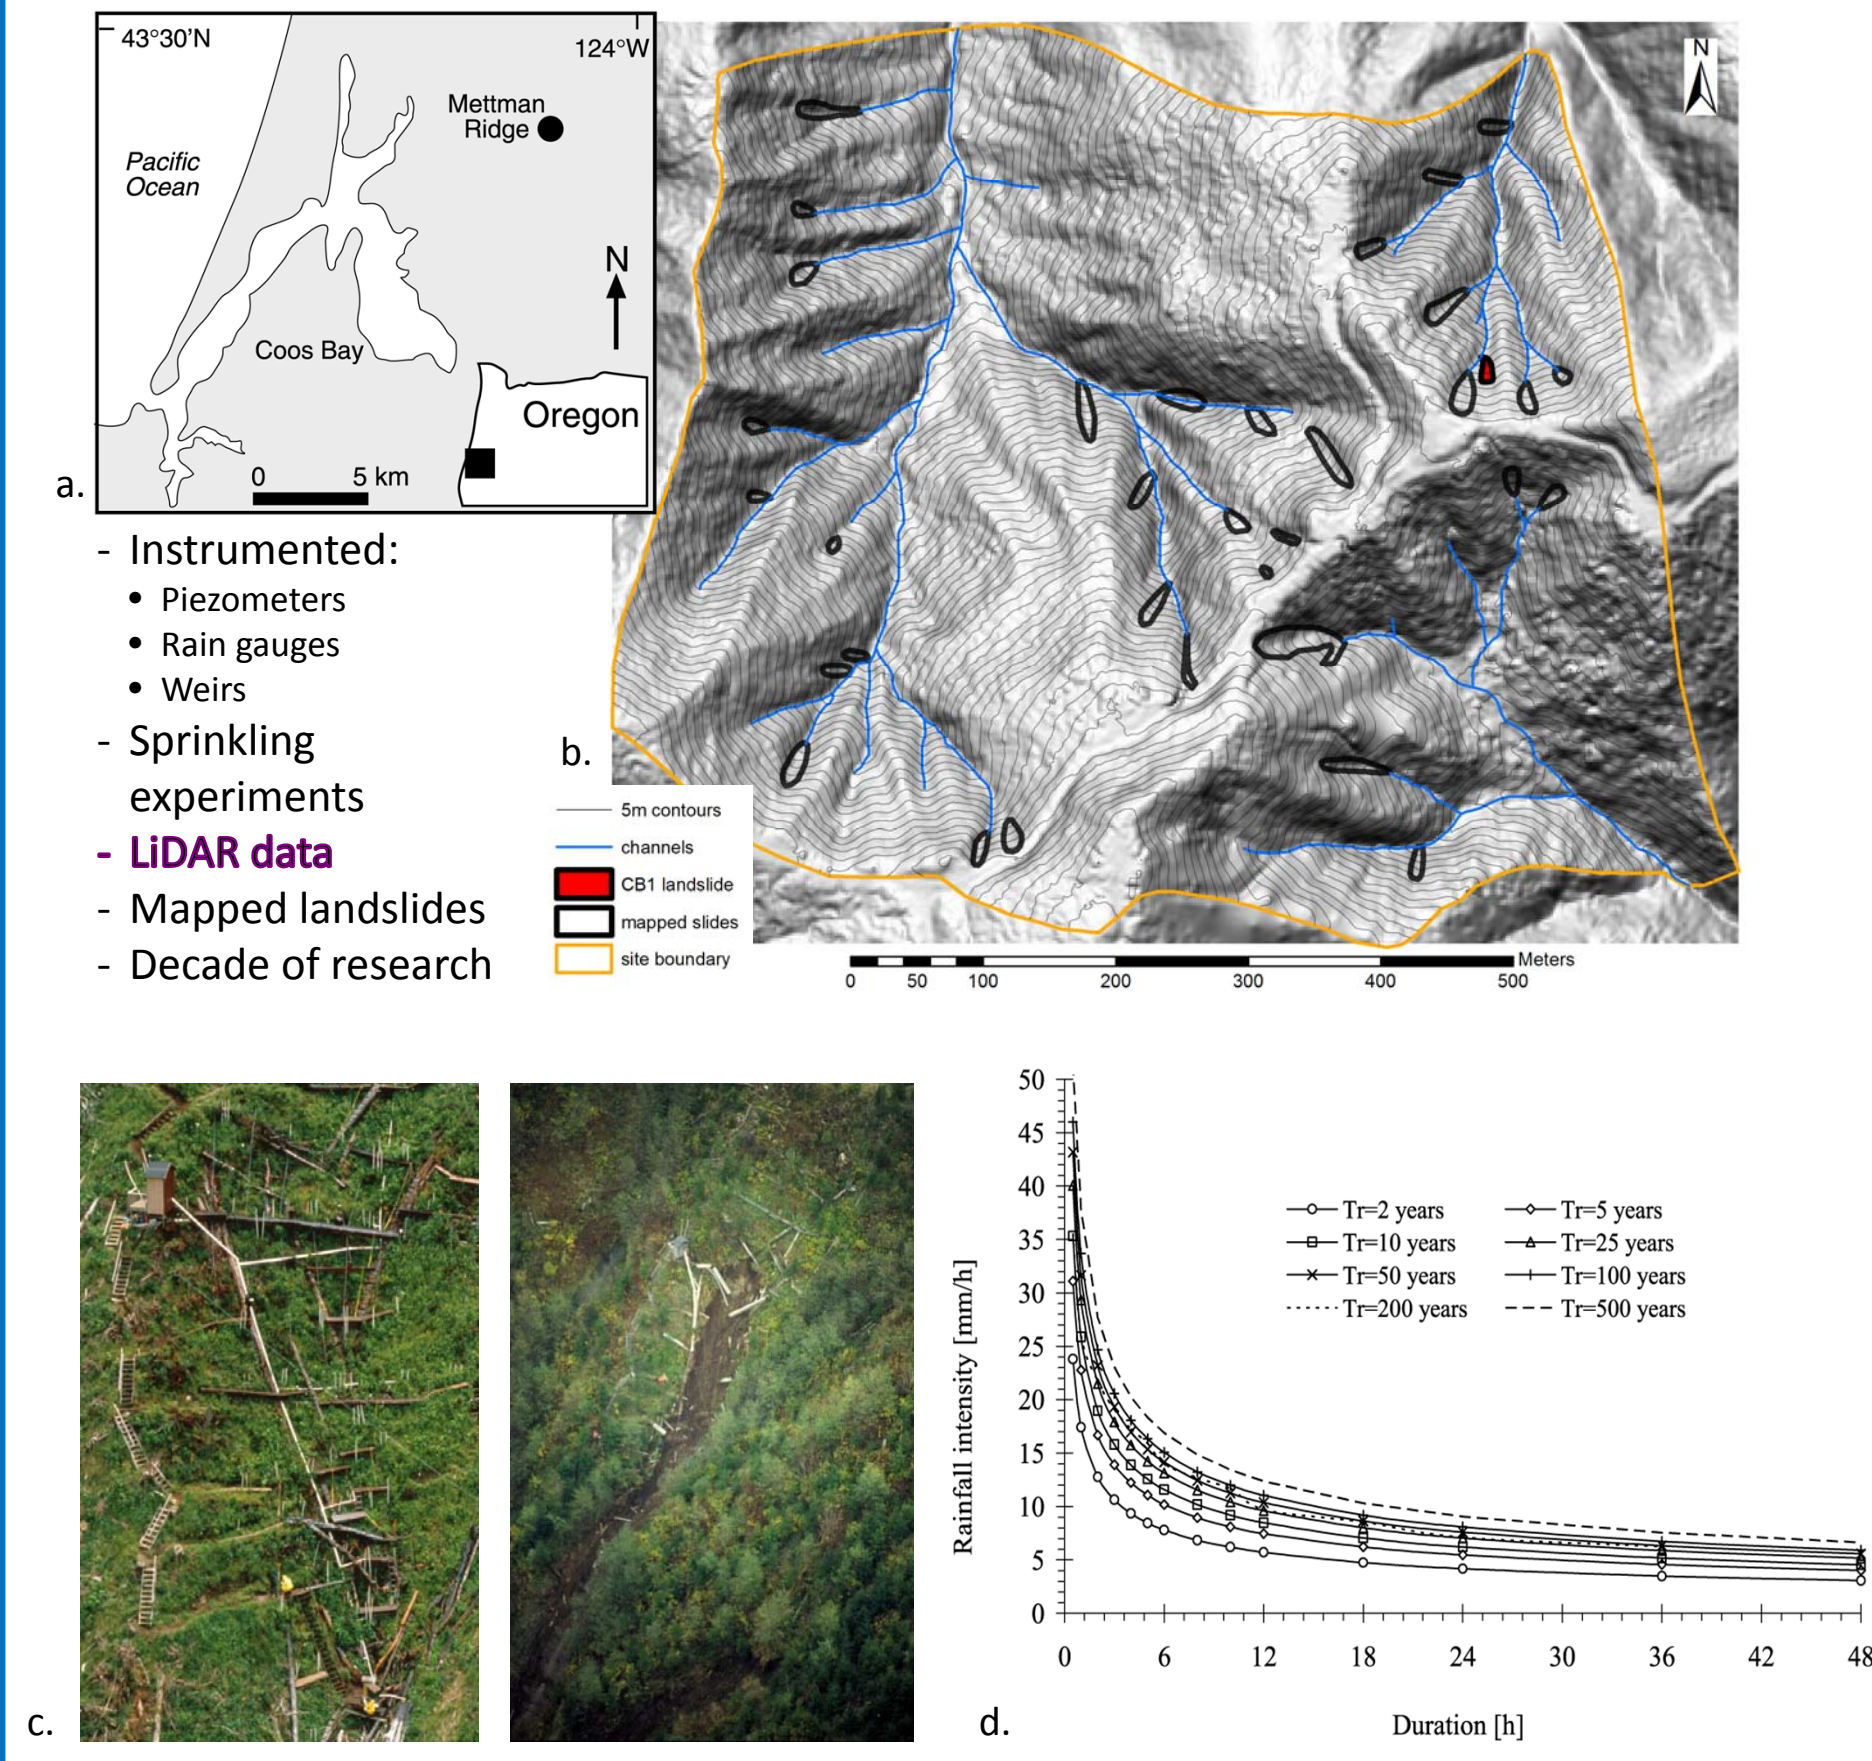 43°30'N
124°W
Mettman
Ridge
Pacific
Ocean
N
Coos Bay
Oregon
0 5 km
a.
- Instrumented:
• Piezometers
• Rain gauges
• Weirs
- Sprinkling
experiments
- LiDAR data
- Mapped landslides
- Decade of research
N
b.
5m contours
channels
CB1 landslide
mapped slides
site boundary
Meters
0 50 100 200 300 400 500
c.
50
45
40
35
30
25
20
15
10
5
0
Rainfall intensity [mm/h]
Tr=2 years Tr=5 years
Tr=10 years Tr=25 years
Tr=50 years Tr=100 years
Tr=200 years Tr=500 years
0 6 12 18 24 30 36 42 48
d.
Duration [h]